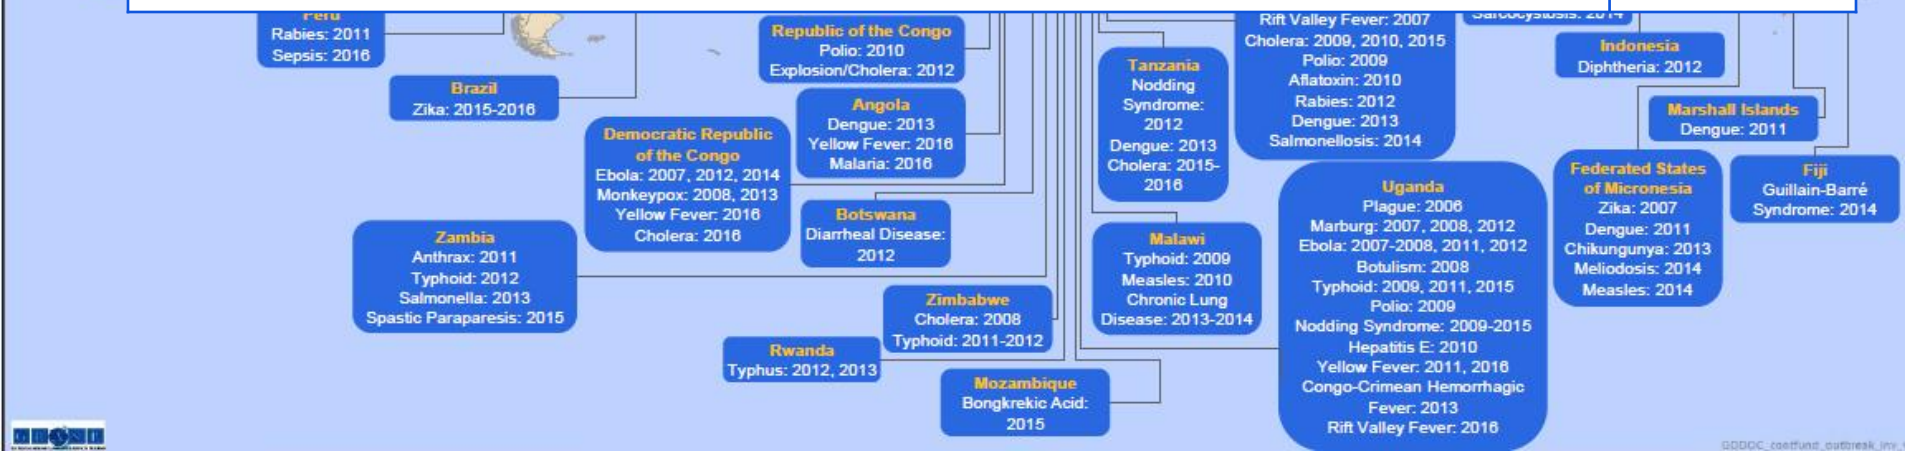 Peru
Rabies: 2011
Sepsis: 2016
Brazil
Zika: 2015-2016
Republic of the Congo
Polio: 2010
Explosion/Cholera: 2012
Angola
Dengue: 2013
Yellow Fever: 2016
Malaria: 2016
Democratic Republic
of the Congo
Ebola: 2007, 2012, 2014
Monkeypox: 2008, 2013
Yellow Fever: 2016
Cholera: 2016
Botswana
Diarrheal Disease:
2012
Zambia
Anthrax: 2011
Typhoid: 2012
Salmonella: 2013
Spastic Paraparesis: 2015
Zimbabwe
Cholera: 2008
Typhoid: 2011-2012
Rwanda
Typhus: 2012, 2013
Mozambique
Bongkrekic Acid:
2015
Tanzania
Nodding
Syndrome:
2012
Dengue: 2013
Cholera: 2015-
2016
Malawi
Typhoid: 2009
Measles: 2010
Chronic Lung
Disease: 2013-2014
Rift Valley Fever: 2007
Cholera: 2009, 2010, 2015
Polio: 2009
Aflatoxin: 2010
Rabies: 2012
Dengue: 2013
Salmonellosis: 2014
Uganda
Plague: 2006
Marburg: 2007, 2008, 2012
Ebola: 2007-2008, 2011, 2012
Botulism: 2008
Typhoid: 2009, 2011, 2015
Polio: 2009
Nodding Syndrome: 2009-2015
Hepatitis E: 2010
Yellow Fever: 2011, 2016
Congo-Crimean Hemorrhagic
Fever: 2013
Rift Valley Fever: 2016
Sarcocystosis: 2014
Indonesia
Diphtheria: 2012
Marshall Islands
Dengue: 2011
Federated States
of Micronesia
Zika: 2007
Dengue: 2011
Chikungunya: 2013
Meliodosis: 2014
Measles: 2014
Fiji
Guillain-Barré
Syndrome: 2014